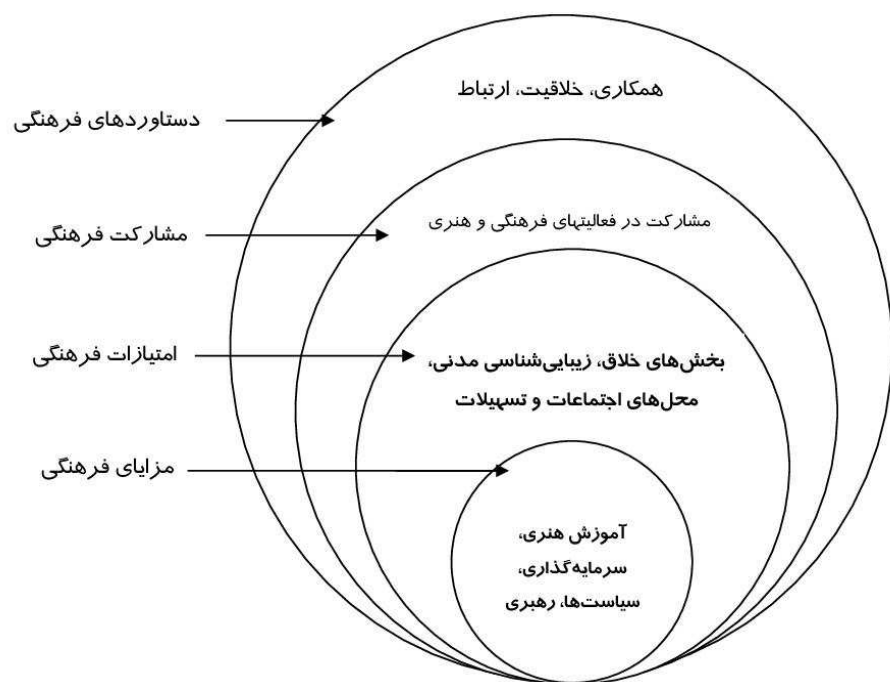 همکاری، خلاقیت، ارتباط
دستاوردهای فرهنگی
مشارکت در فعالیتهای فرهنگی و هنری
مشارکت فرهنگی
امتیازات فرهنگی
بخش‌های خلاق، زیبایی‌شناسی مدنی،
محل‌های اجتماعات و تسهیلات
مزایای فرهنگی
آموزش هنری،
سرمایه‌گذاری،
سیاست‌ها، رهبری